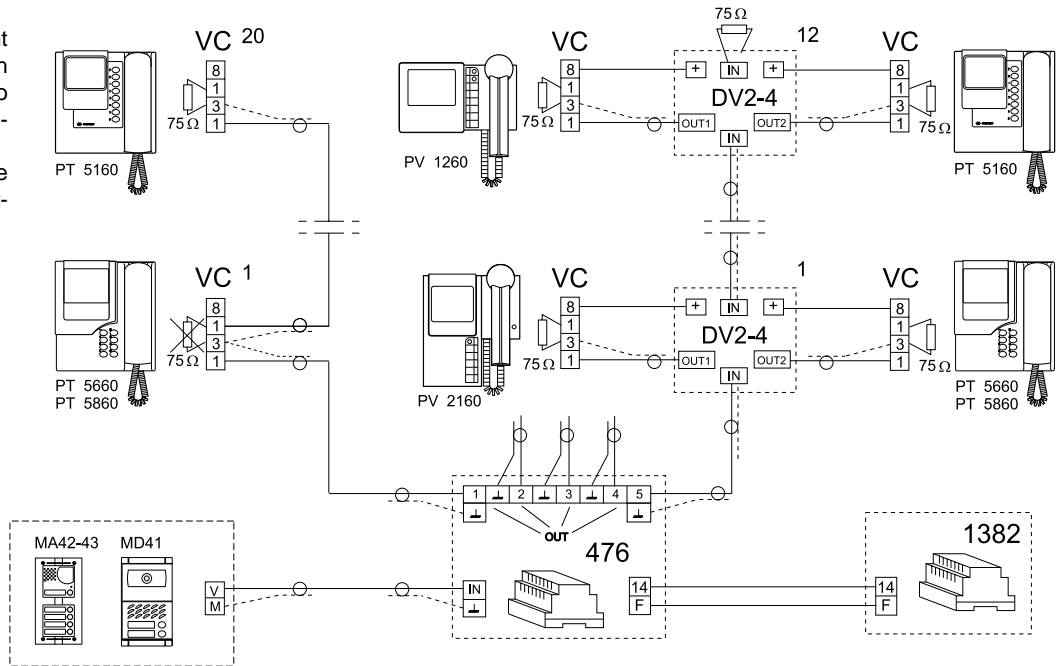 nt
n
o
-
e
-
75 Ω
VC 20
8
1
3
1
75 Ω
PT 5160
PV 1260
VC
8
1
3
1
75 Ω
12
+ IN +
DV2-4
OUT1 OUT2
IN
VC
8
1
3
1
75 Ω
PT 5160
VC 1
8
1
3
1
75 Ω
PT 5660
PT 5860
PV 2160
VC
8
1
3
1
75 Ω
1
+ IN +
DV2-4
OUT1 OUT2
IN
VC
8
1
3
1
75 Ω
PT 5660
PT 5860
1 2 3 4 5
OUT
476
IN
14
F
MA42-43 MD41
V
M
1382
14
F